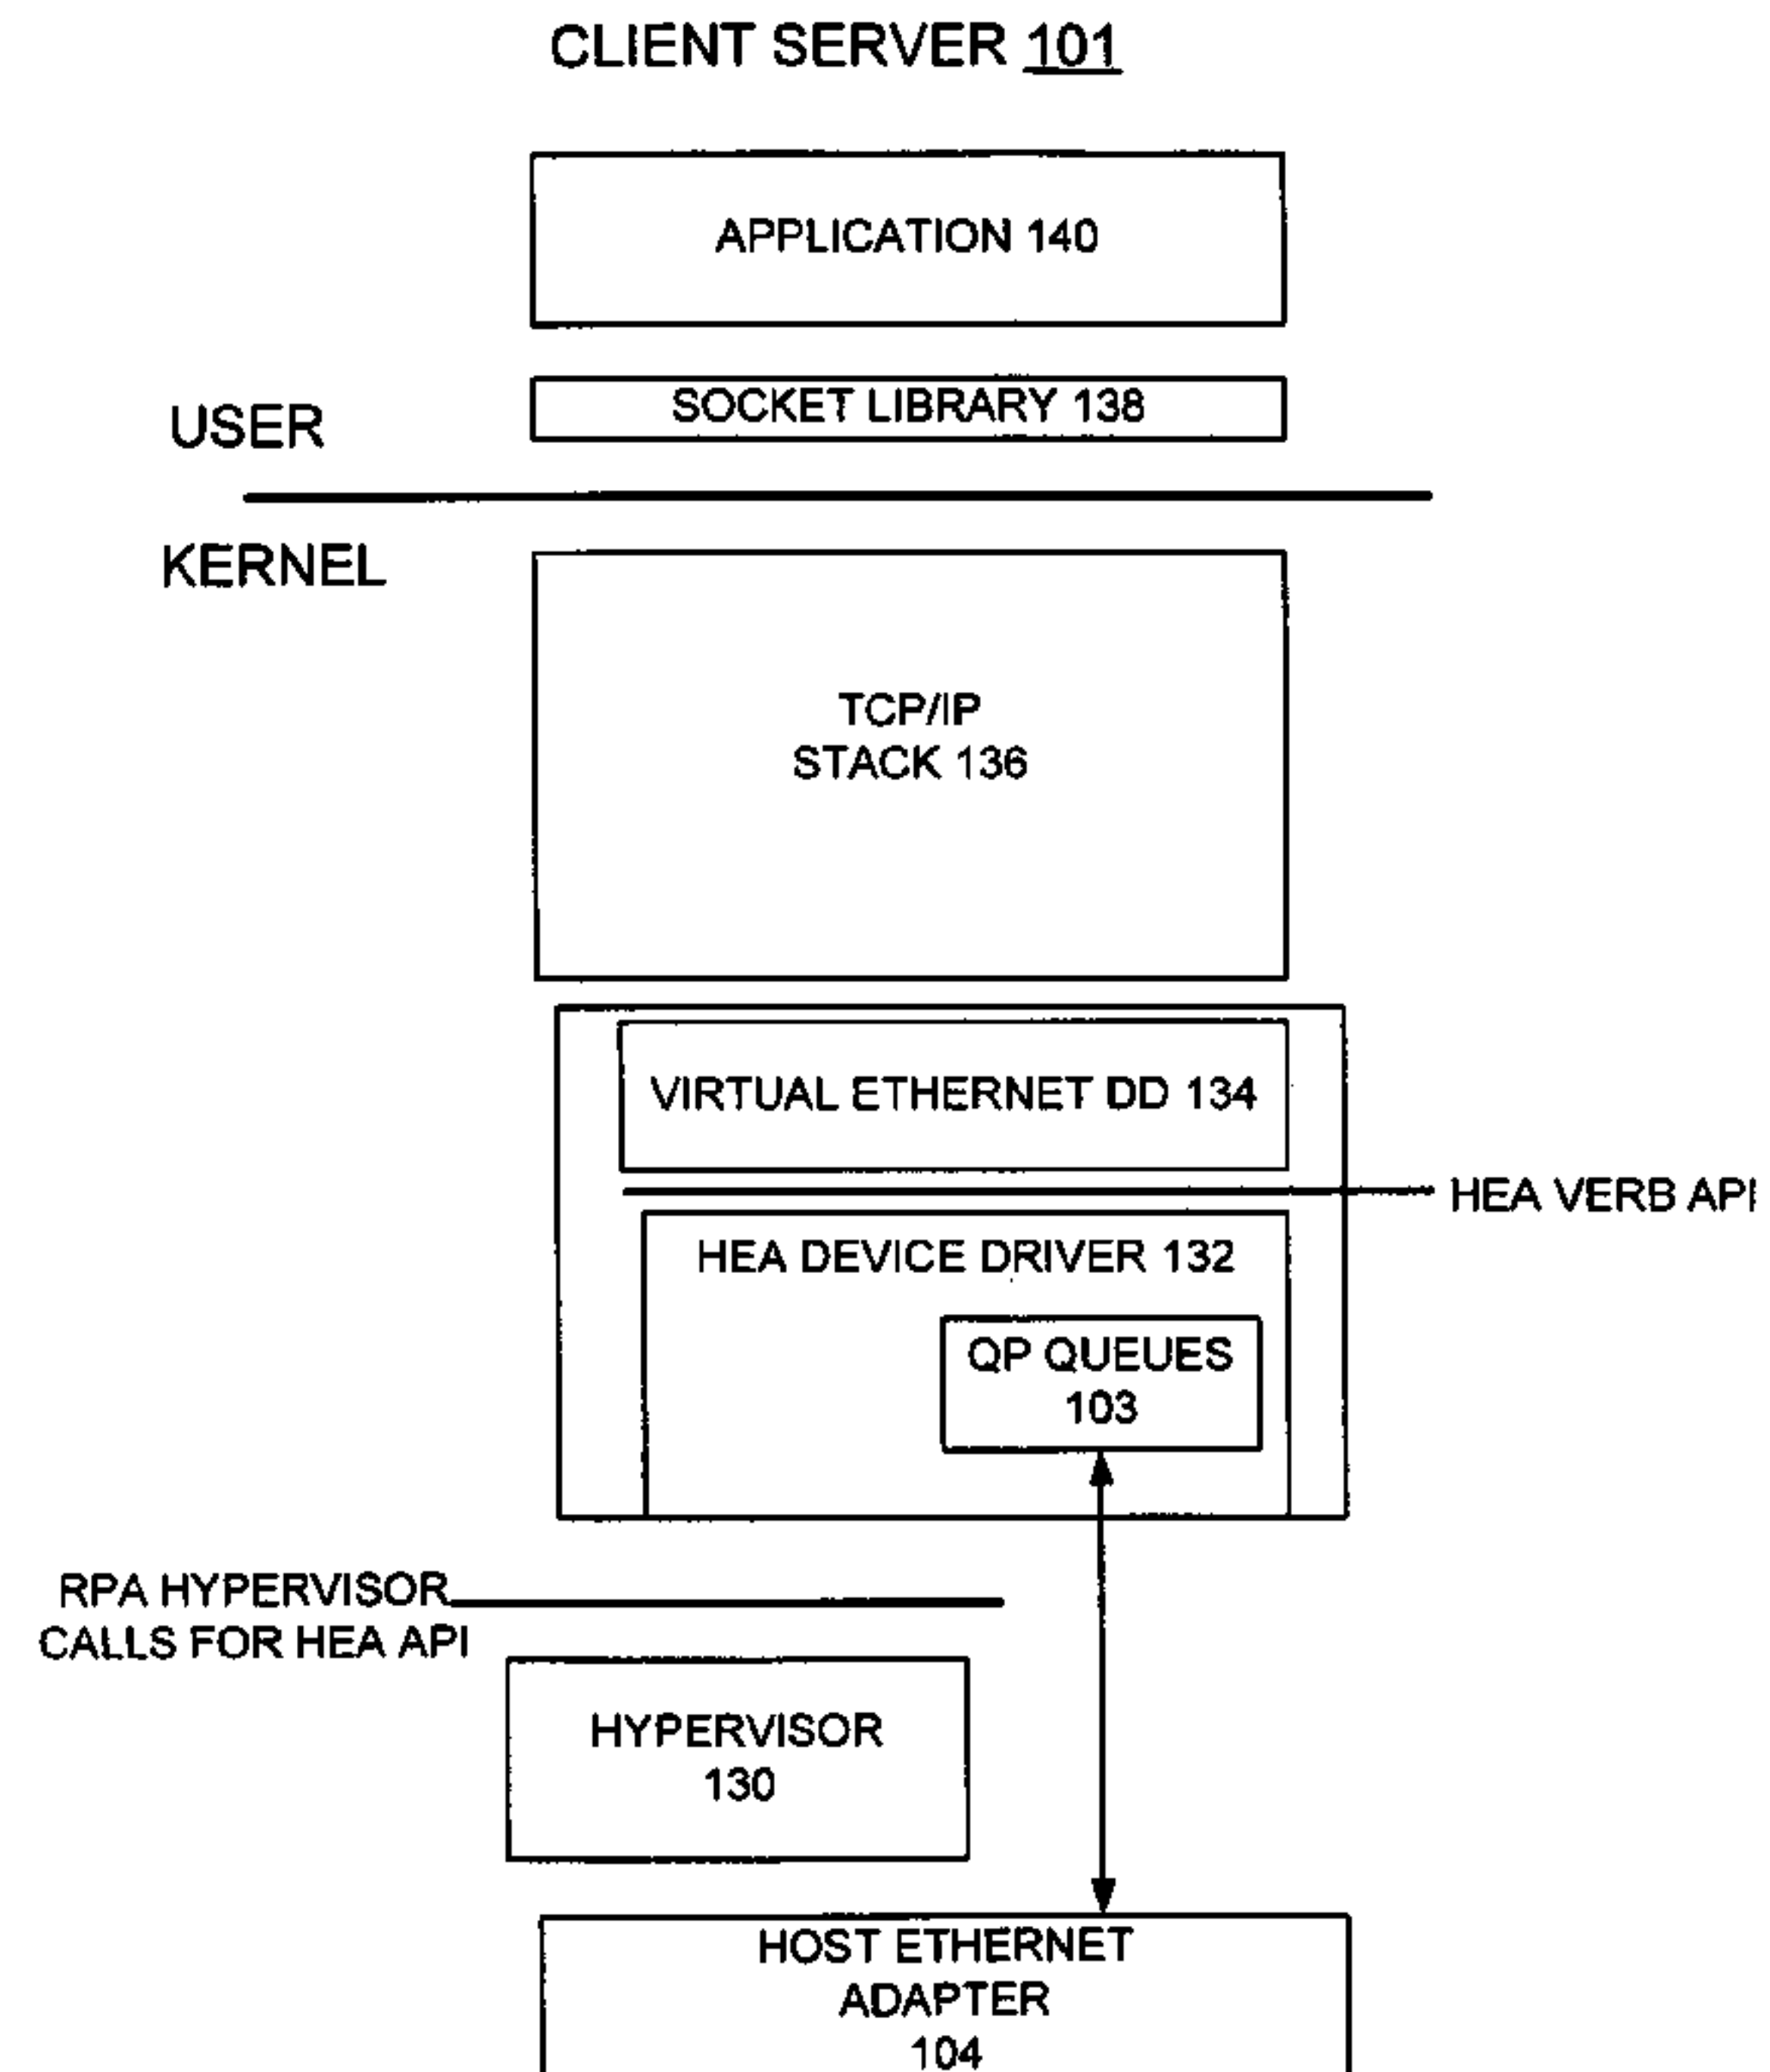 CLIENT SERVER 101
APPLICATION 140
SOCKET LIBRARY 138
USER
KERNEL
TCP/IP
STACK 136
VIRTUAL ETHERNET DD 134
HEA VERB API
HEA DEVICE DRIVER 132
QP QUEUES
103
RPA HYPERVISOR
CALLS FOR HEA API
HYPERVISOR
130
HOST ETHERNET
ADAPTER
104